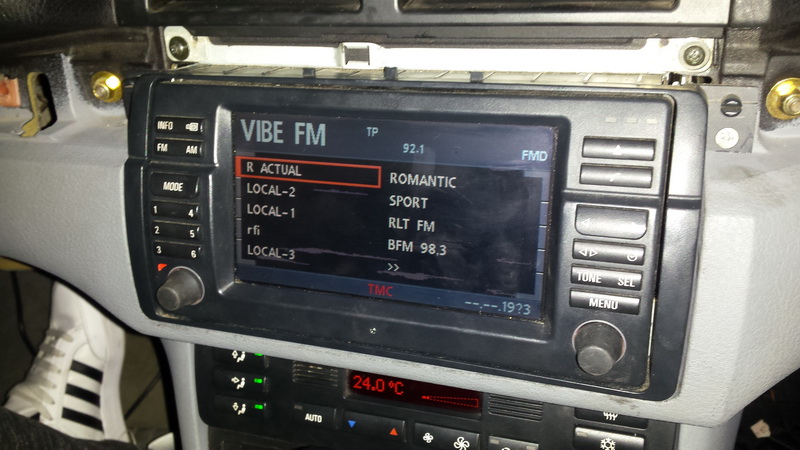 VIBE FM TP
92.1
FMD
R ACTUAL
LOCAL-2
LOCAL-1
rfi
LOCAL-3
ROMANTIC
SPORT
RLT FM
BFM 98.3
>>
TMC
--.--.19?3
INFO
FM AM
MODE
1 4
2 5
3 6
TONE SEL
MENU
24.0°C
AUTO